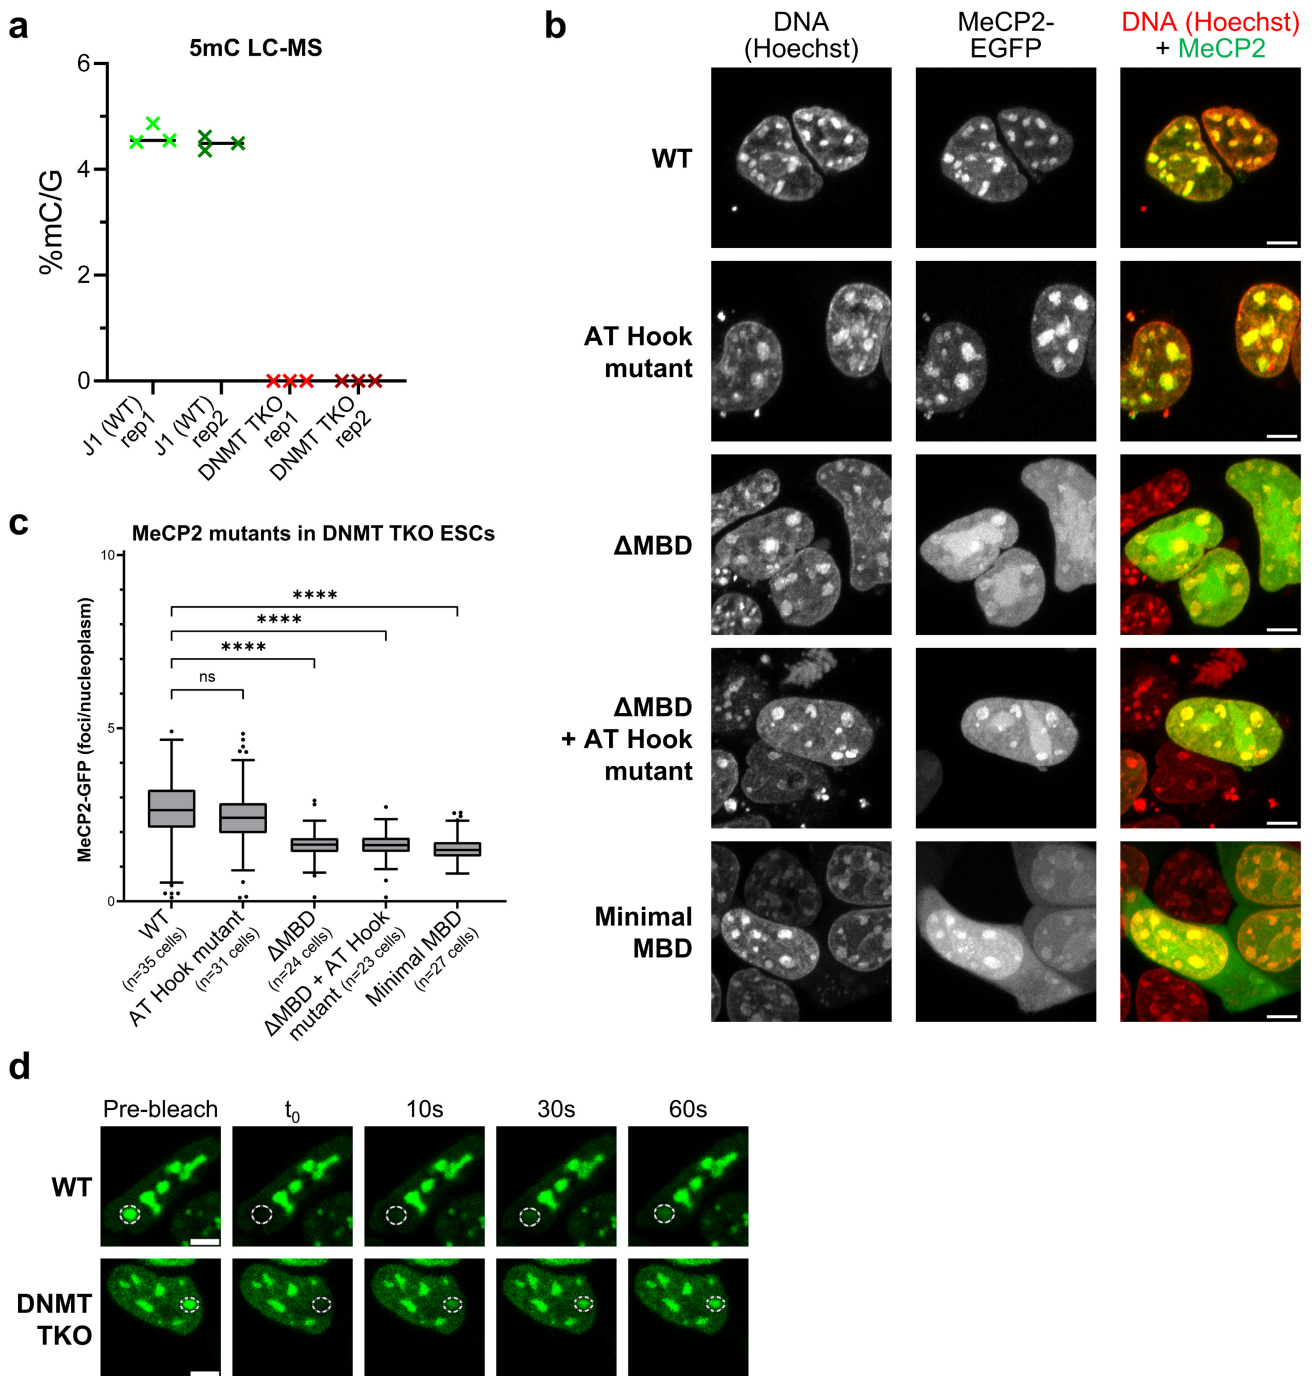 a
5mC LC-MS
%mC/G
6
4
2
0
J1 (WT)
rep1
J1 (WT)
rep2
DNMT TKO
rep1
DNMT TKO
rep2
b
DNA
(Hoechst)
MeCP2-
EGFP
DNA (Hoechst)
+ MeCP2
WT
AT Hook
mutant
ΔMBD
ΔMBD
+ AT Hook
mutant
Minimal
MBD
c
MeCP2 mutants in DNMT TKO ESCs
MeCP2-GFP (foci/nucleoplasm)
10
5
0
****
****
****
ns
WT
(n=35 cells)
AT Hook mutant
(n=31 cells)
ΔMBD
(n=24 cells)
ΔMBD + AT Hook
mutant (n=23 cells)
Minimal MBD
(n=27 cells)
d
Pre-bleach
t0
10s
30s
60s
WT
DNMT
TKO